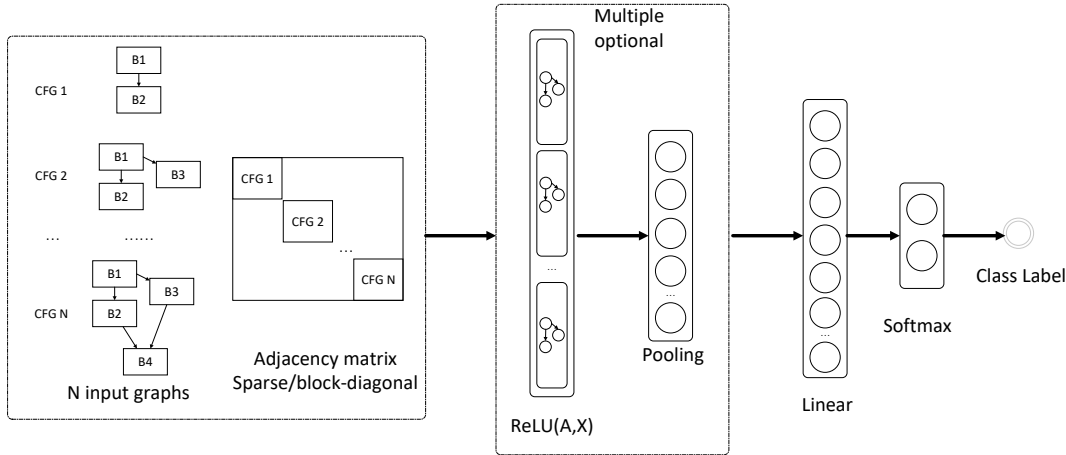 CFG 1
B1
B2
CFG 2
B1
B3
B2
...
......
CFG N
B1
B3
B2
B4
N input graphs
CFG 1
CFG 2
...
CFG N
Adjacency matrix
Sparse/block-diagonal
Multiple
optional
...
ReLU(A,X)
...
Pooling
...
Linear
Softmax
Class Label